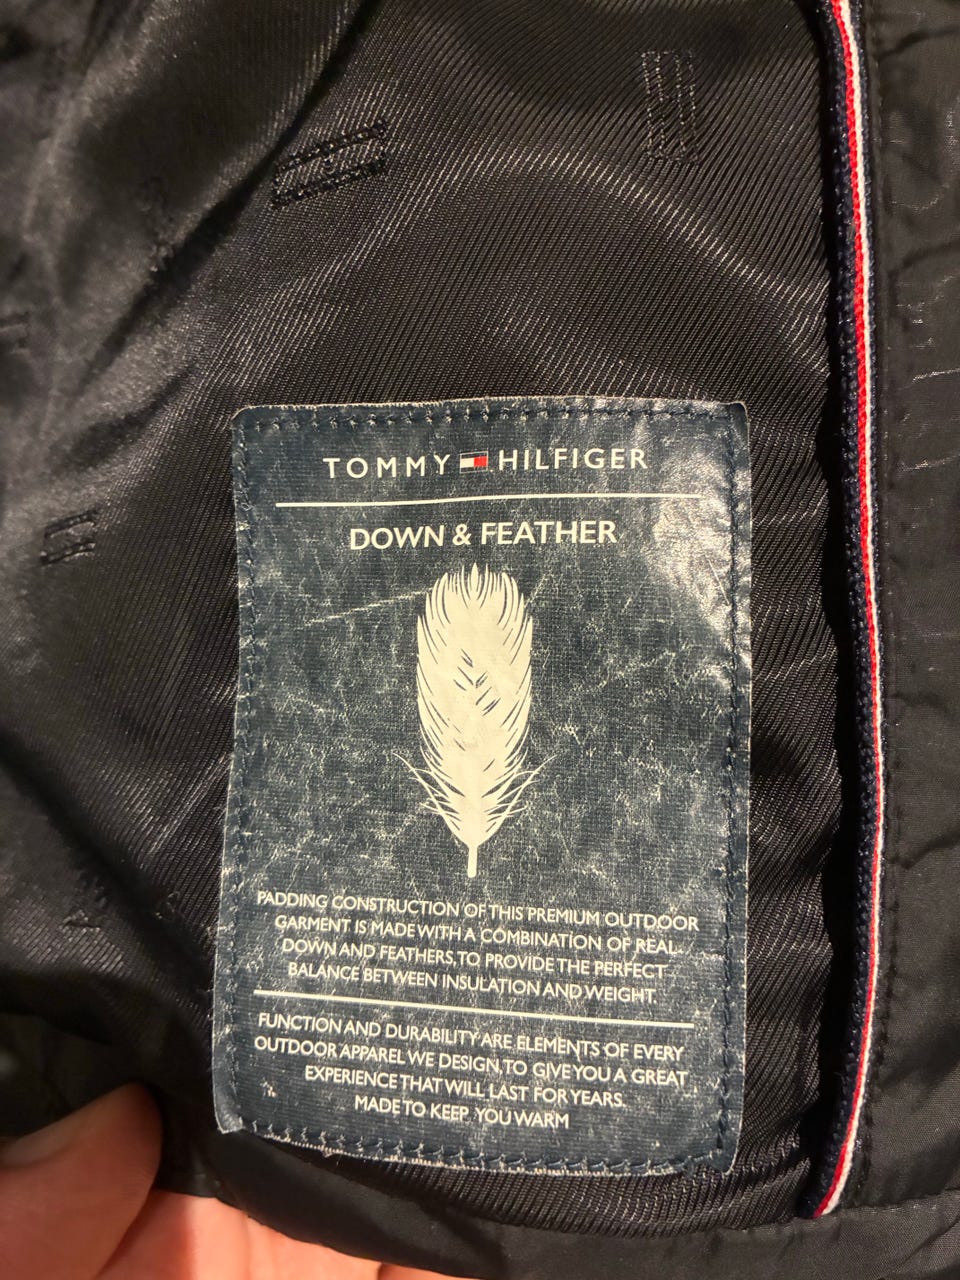 TOMMY HILFIGER
DOWN & FEATHER
PADDING CONSTRUCTION OF THIS PREMIUM OUTDOOR
GARMENT IS MADE WITH A COMBINATION OF REAL
DOWN AND FEATHERS, TO PROVIDE THE PERFECT
BALANCE BETWEEN INSULATION AND WEIGHT.
FUNCTION AND DURABILITY ARE ELEMENTS OF EVERY
OUTDOOR APPAREL WE DESIGN, TO GIVE YOU A GREAT
EXPERIENCE THAT WILL LAST FOR YEARS.
MADE TO KEEP YOU WARM